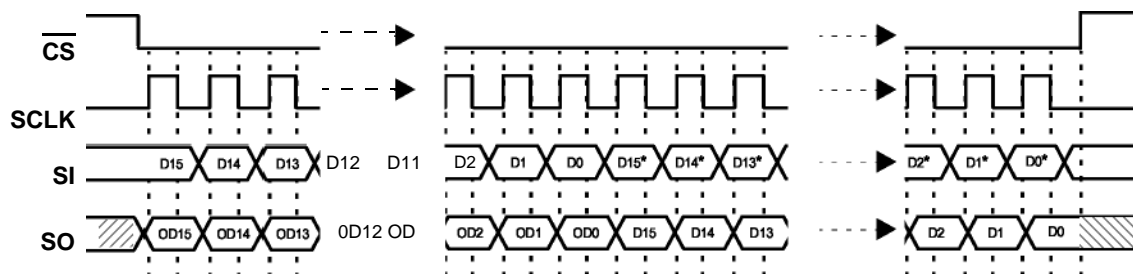 CS
SCLK
SI D15 D14 D13 D12 D11 D2 D1 D0 D15* D14* D13* D2* D1* D0*
SO OD15 OD14 OD13 0D12 OD OD2 OD1 OD0 D15 D14 D13 D2 D1 D0